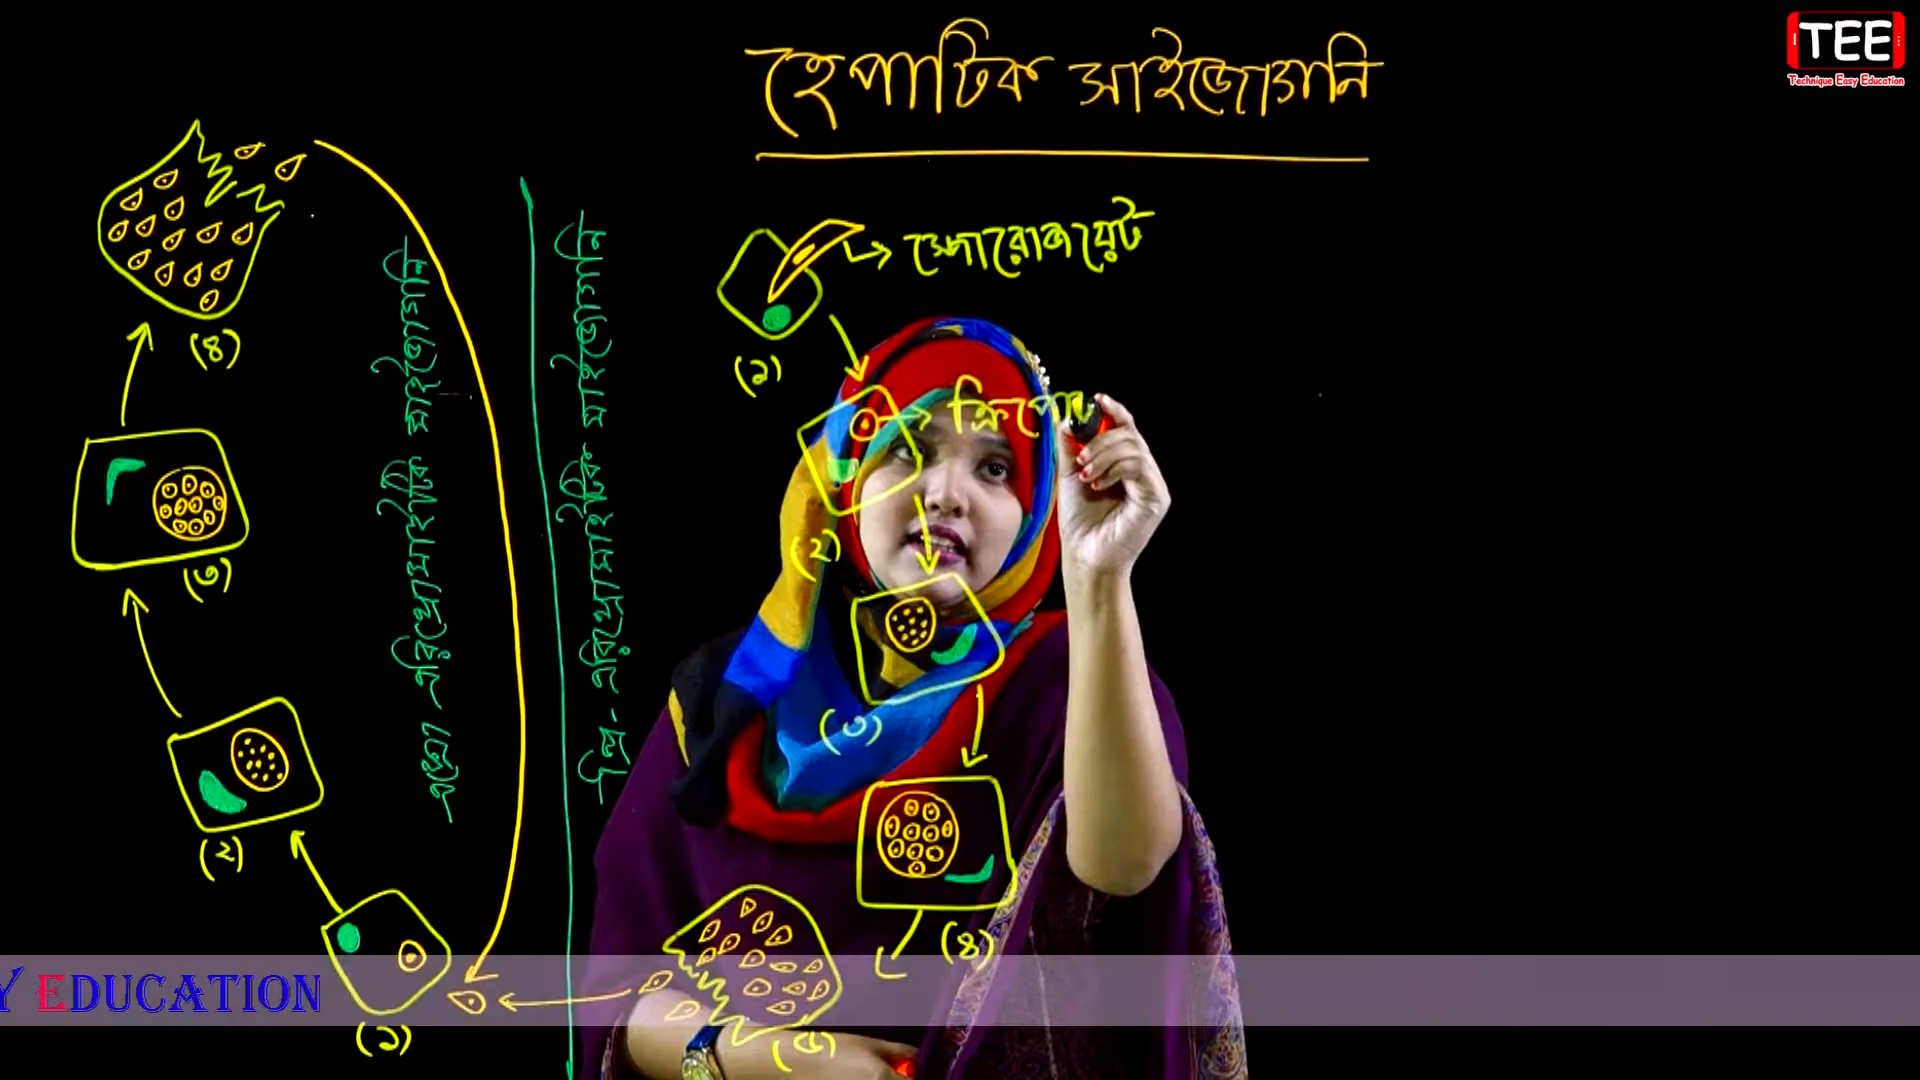 হেপাটিক সাইজোগনি
TEE
Technique Easy Education
স্পোরোজয়েট
(১)
ক্রিপ্টো
(২)
(৩)
(৪)
(৫)
প্রি-এরিথ্রোসাইটিক সাইজোগনি
এক্সো-এরিথ্রোসাইটিক সাইজোগনি
(৪)
(৩)
(২)
(১)
Y EDUCATION